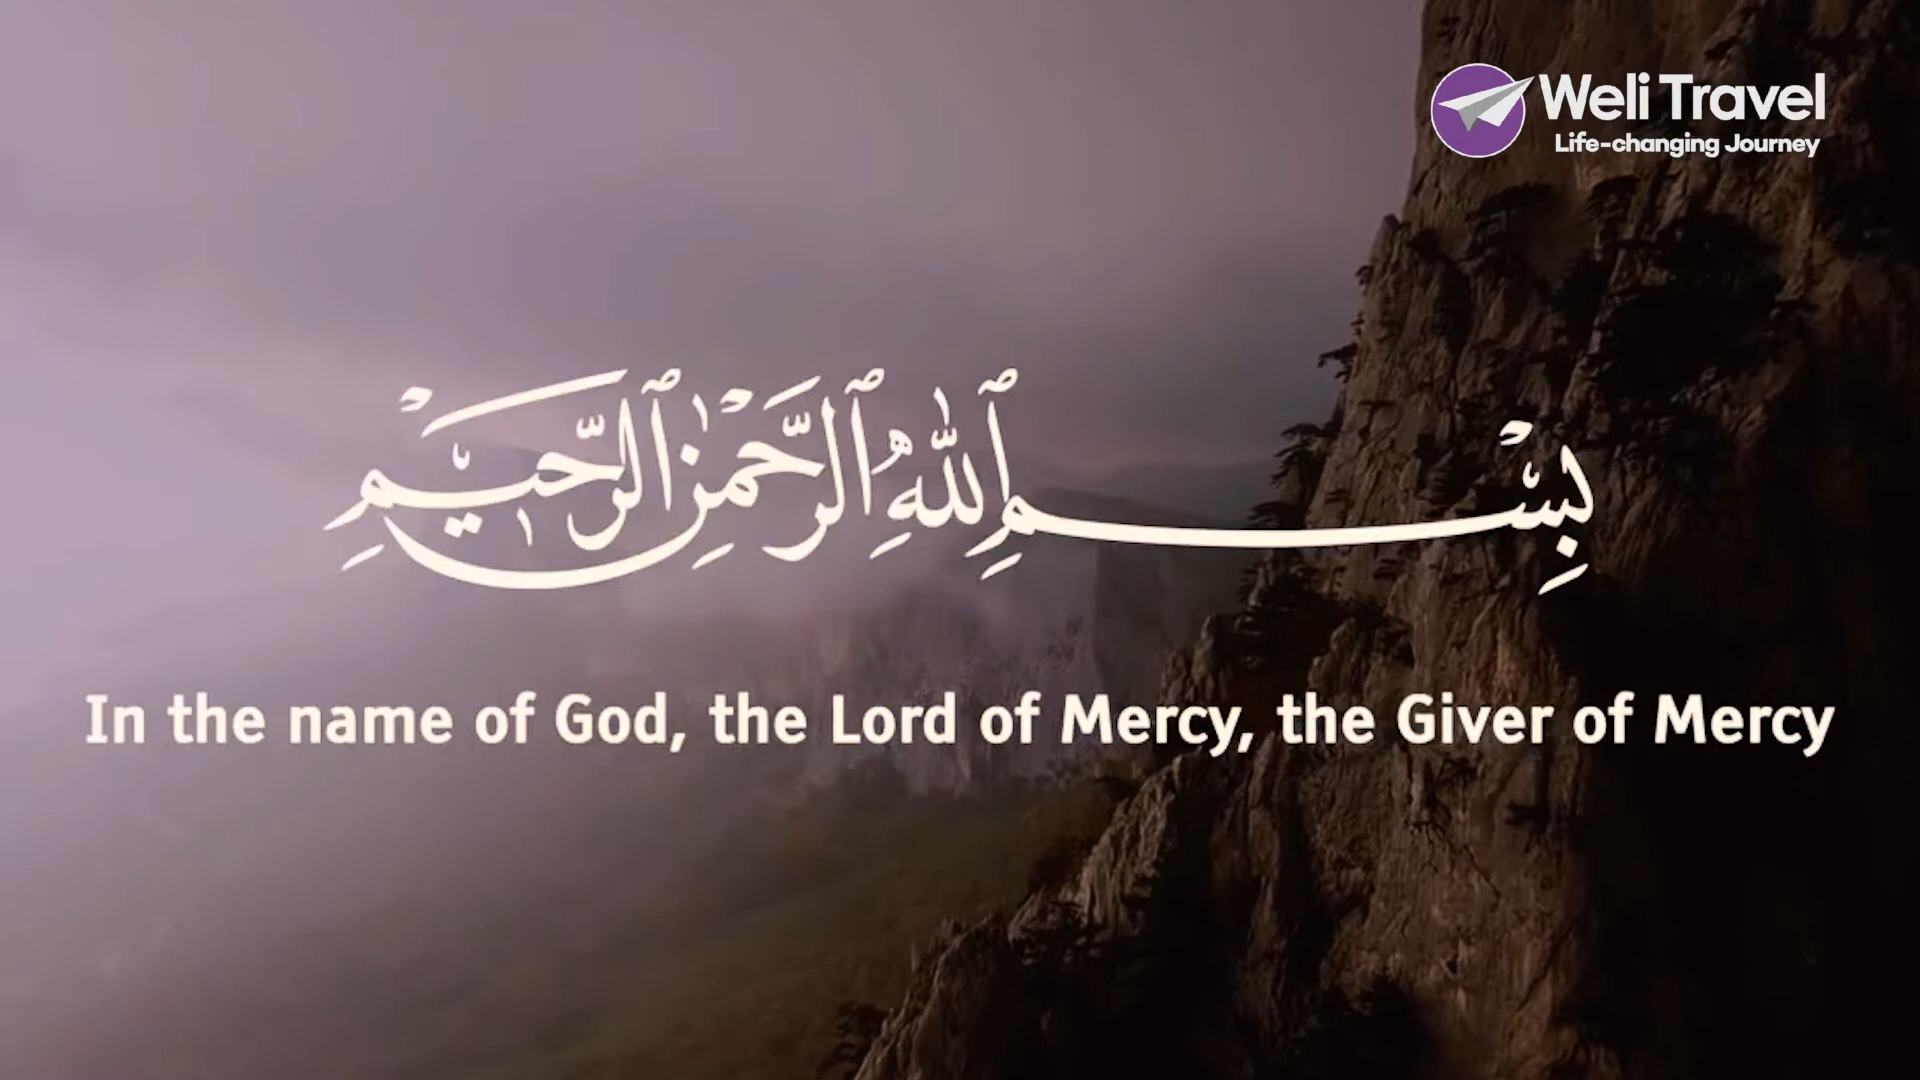 Weli Travel
Life-changing Journey
بِسْمِ ٱللَّهِ ٱلرَّحْمَٰنِ ٱلرَّحِيمِ
In the name of God, the Lord of Mercy, the Giver of Mercy